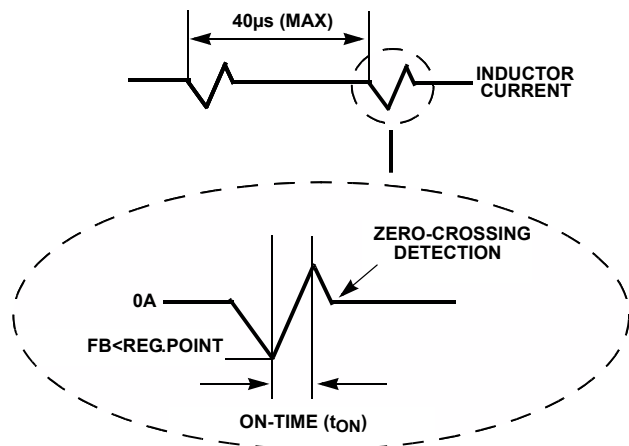 40µs (MAX)
INDUCTOR
CURRENT
ZERO-CROSSING
DETECTION
0A
FB<REG.POINT
ON-TIME (tON)